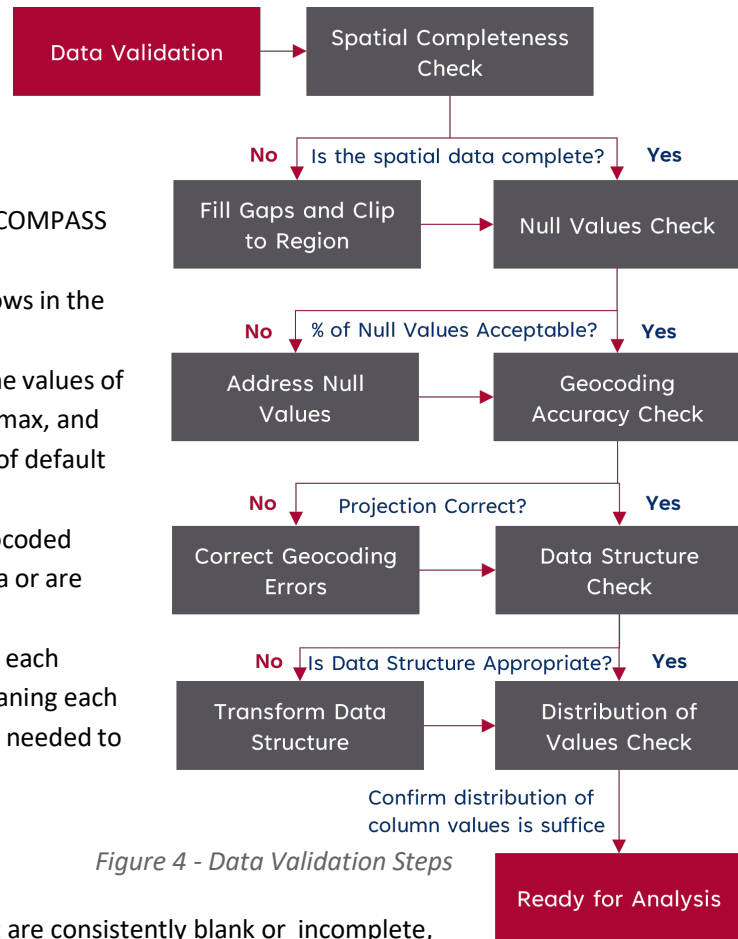 Data Validation
Spatial Completeness
Check
No
Is the spatial data complete?
Yes
COMPASS
Fill Gaps and Clip
to Region
Null Values Check
ows in the
No
% of Null Values Acceptable?
Yes
he values of
max, and
of default
Address Null
Values
Geocoding
Accuracy Check
No
Projection Correct?
Yes
ocoded
a or are
Correct Geocoding
Errors
Data Structure
Check
each
aning each
needed to
No
Is Data Structure Appropriate?
Yes
Transform Data
Structure
Distribution of
Values Check
Confirm distribution of
column values is suffice
Figure 4 - Data Validation Steps
Ready for Analysis
are consistently blank or incomplete,